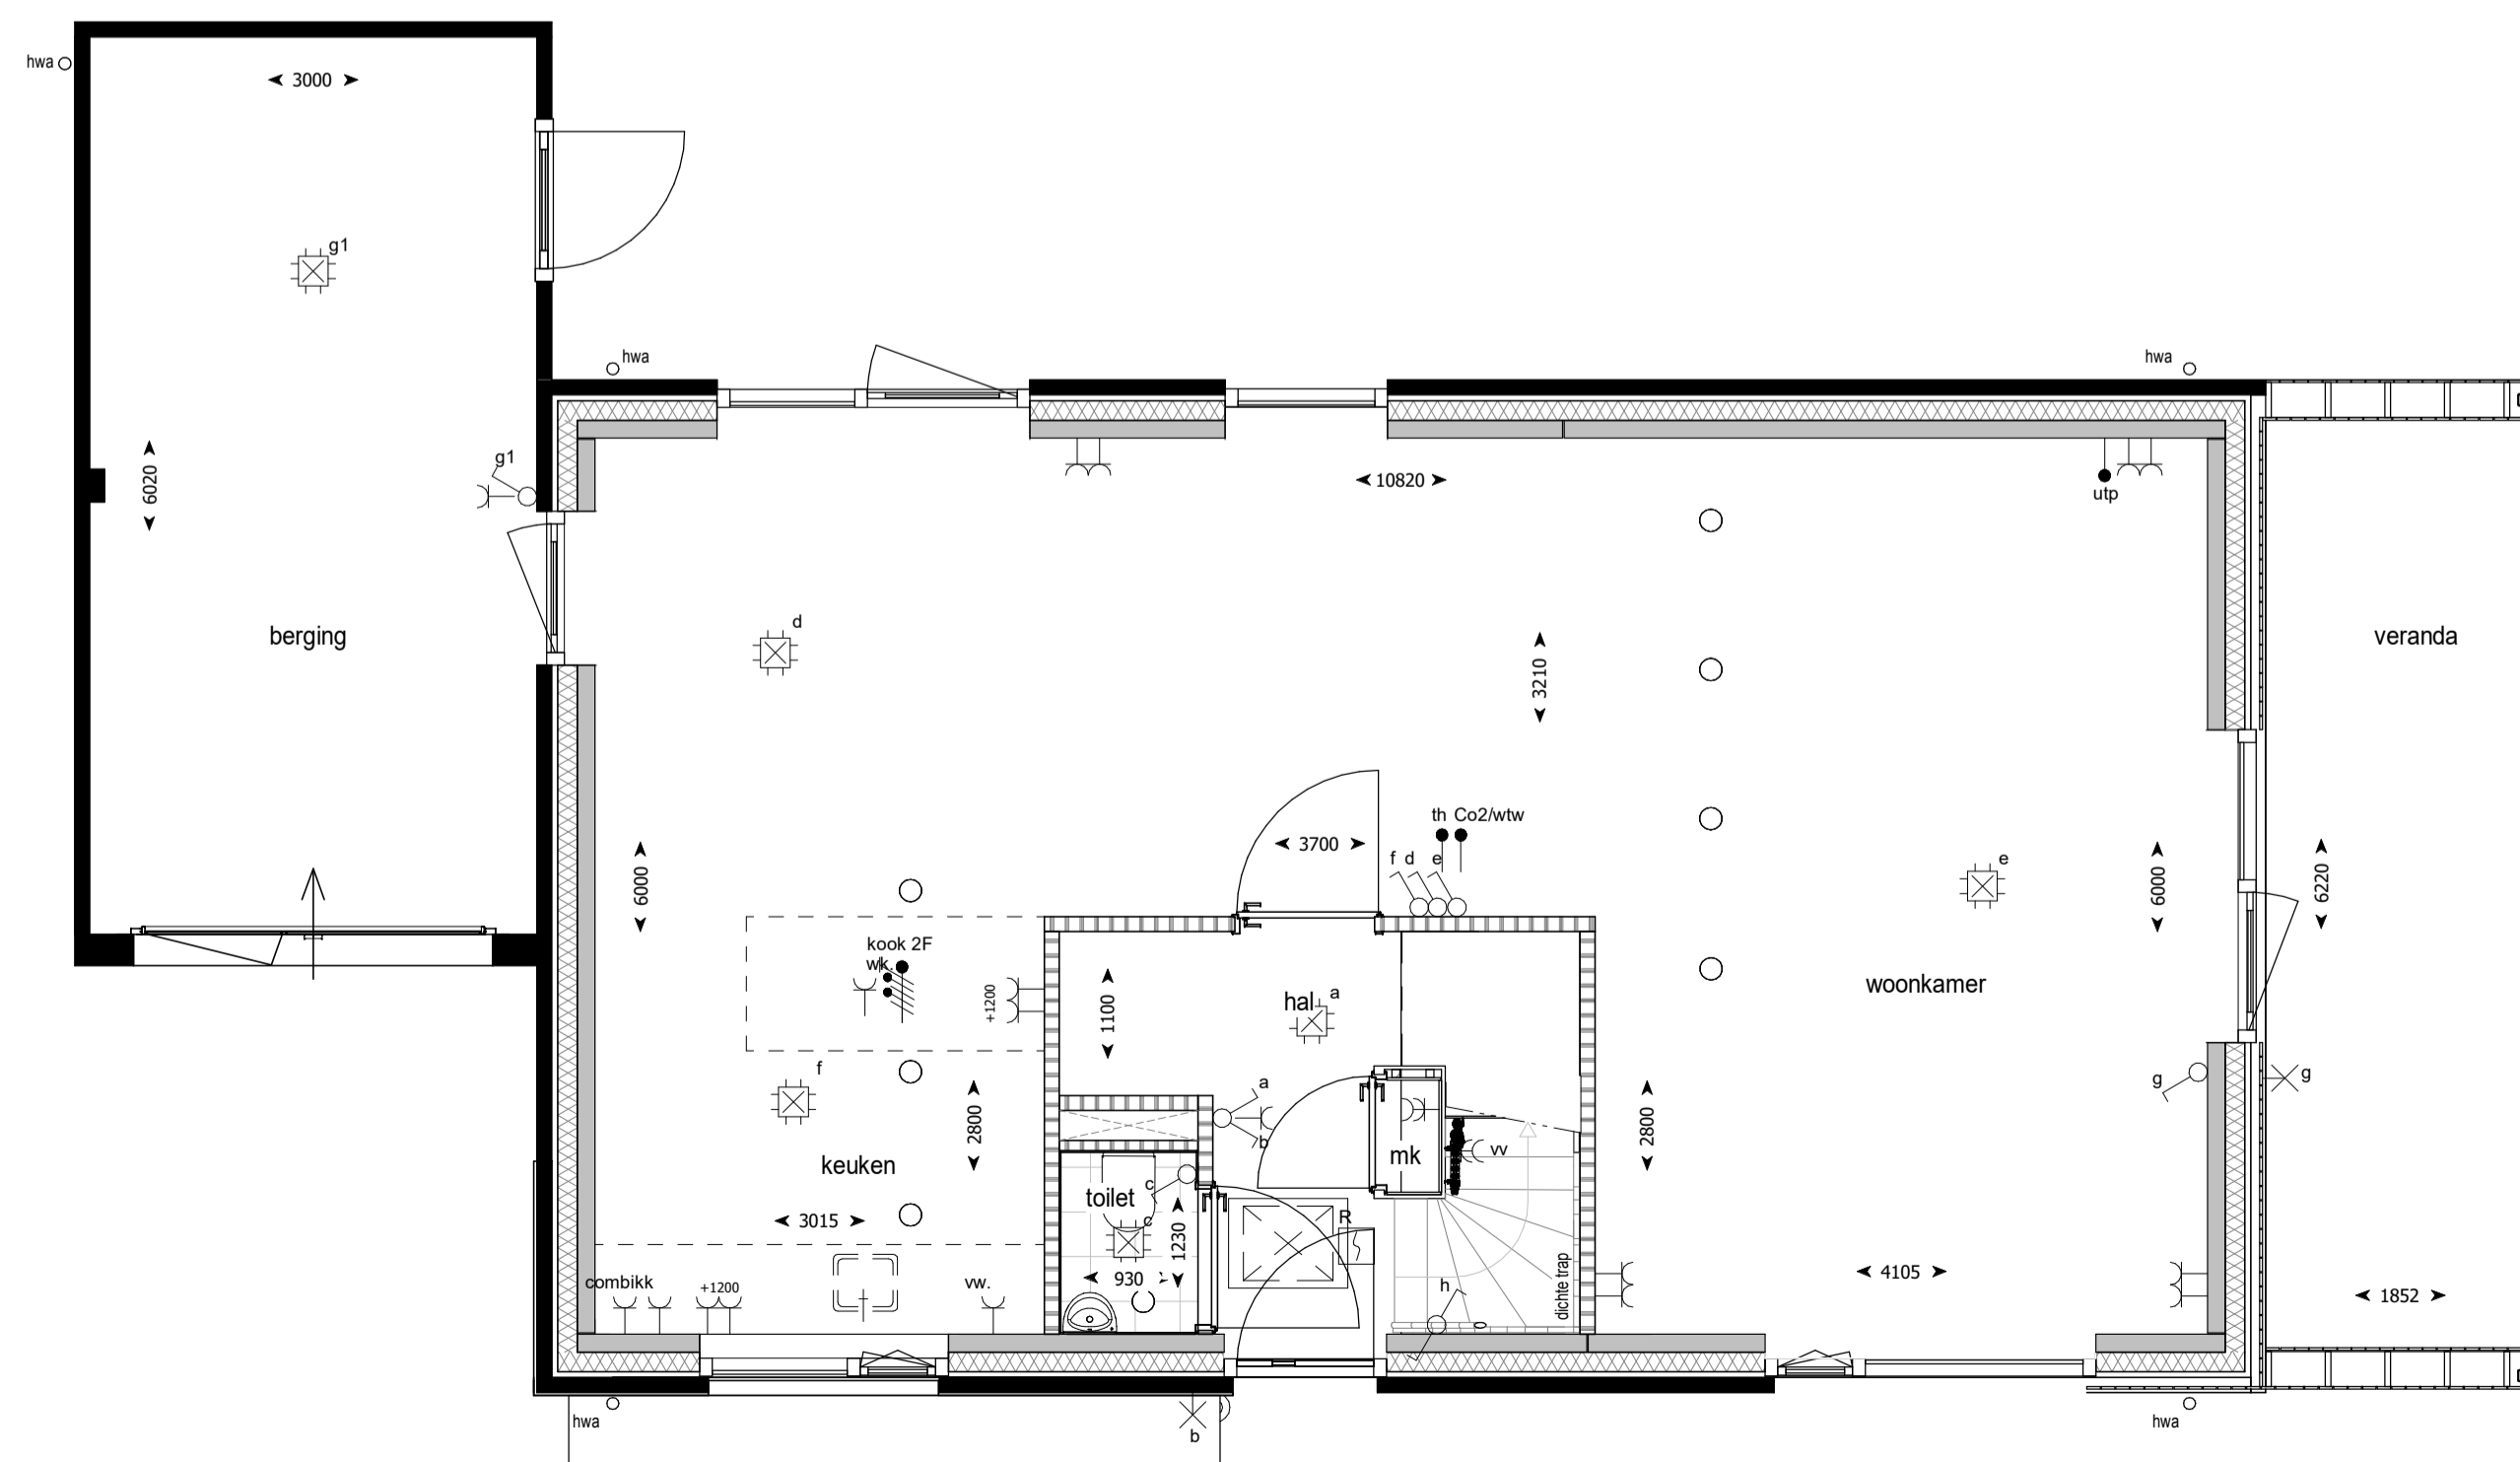 hwa
3000
g1
hwa
hwa
g1
6020
10820
utp
berging
d
3210
veranda
th Co2/wtw
3700
f d e
e
6000
6000
6220
kook 2F
wk.
+1200
1100
hal
a
woonkamer
f
a
g
g
2800
b
2800
keuken
mk
vv
toilet
c
c
1230
R
3015
930
combikk
+1200
vw.
h
dichte trap
4105
1852
hwa
b
hwa